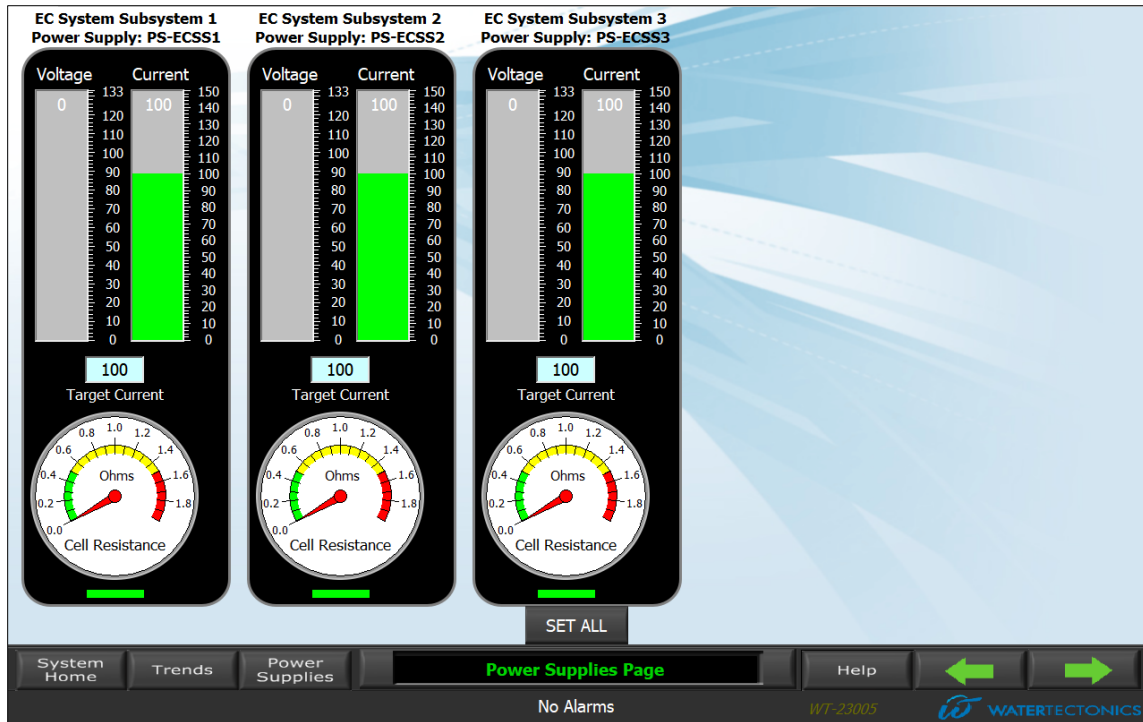 EC System Subsystem 1
Power Supply: PS-ECSS1
Voltage Current
0 100
133 120 110 100 90 80 70 60 50 40 30 20 10 0
150 140 130 120 110 100 90 80 70 60 50 40 30 20 10 0
100
Target Current
0.0 0.2 0.4 0.6 0.8 1.0 1.2 1.4 1.6 1.8
Ohms
Cell Resistance
EC System Subsystem 2
Power Supply: PS-ECSS2
Voltage Current
0 100
133 120 110 100 90 80 70 60 50 40 30 20 10 0
150 140 130 120 110 100 90 80 70 60 50 40 30 20 10 0
100
Target Current
0.0 0.2 0.4 0.6 0.8 1.0 1.2 1.4 1.6 1.8
Ohms
Cell Resistance
EC System Subsystem 3
Power Supply: PS-ECSS3
Voltage Current
0 100
133 120 110 100 90 80 70 60 50 40 30 20 10 0
150 140 130 120 110 100 90 80 70 60 50 40 30 20 10 0
100
Target Current
0.0 0.2 0.4 0.6 0.8 1.0 1.2 1.4 1.6 1.8
Ohms
Cell Resistance
SET ALL
System
Home
Trends
Power
Supplies
Power Supplies Page
Help
No Alarms
WT-23005
WATERTECTONICS